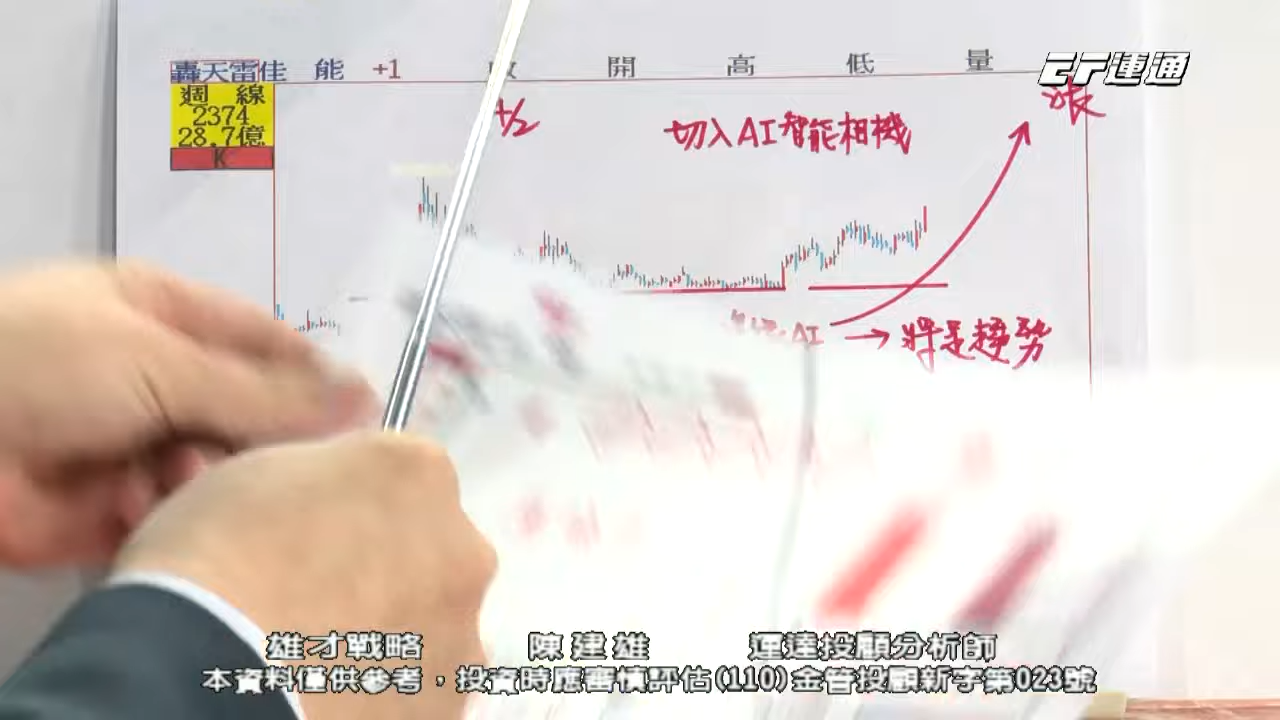 轟天雷佳 能 +1 開 高 低 量
運通
漲
週 線
2374
28.7億
K
切入AI智能相機
AI → 將是趨勢
雄才戰略 陳建雄 運達投顧分析師
本資料僅供參考，投資時應審慎評估(110)金管投顧新字第023號